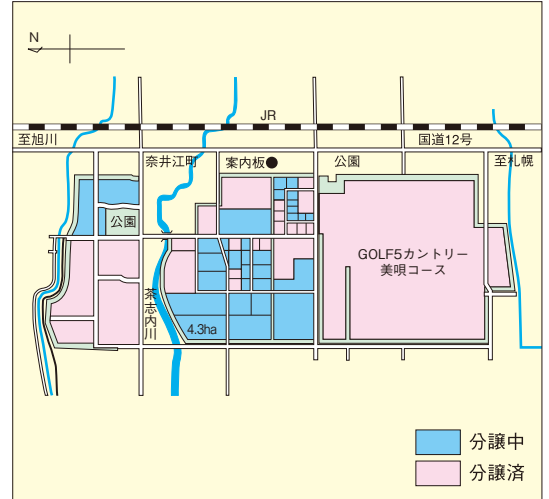 N
JR
至旭川
国道12号
奈井江町
案内板●
公園
至札幌
公園
GOLF5カントリー
美唄コース
茶志内川
4.3ha
分譲中
分譲済